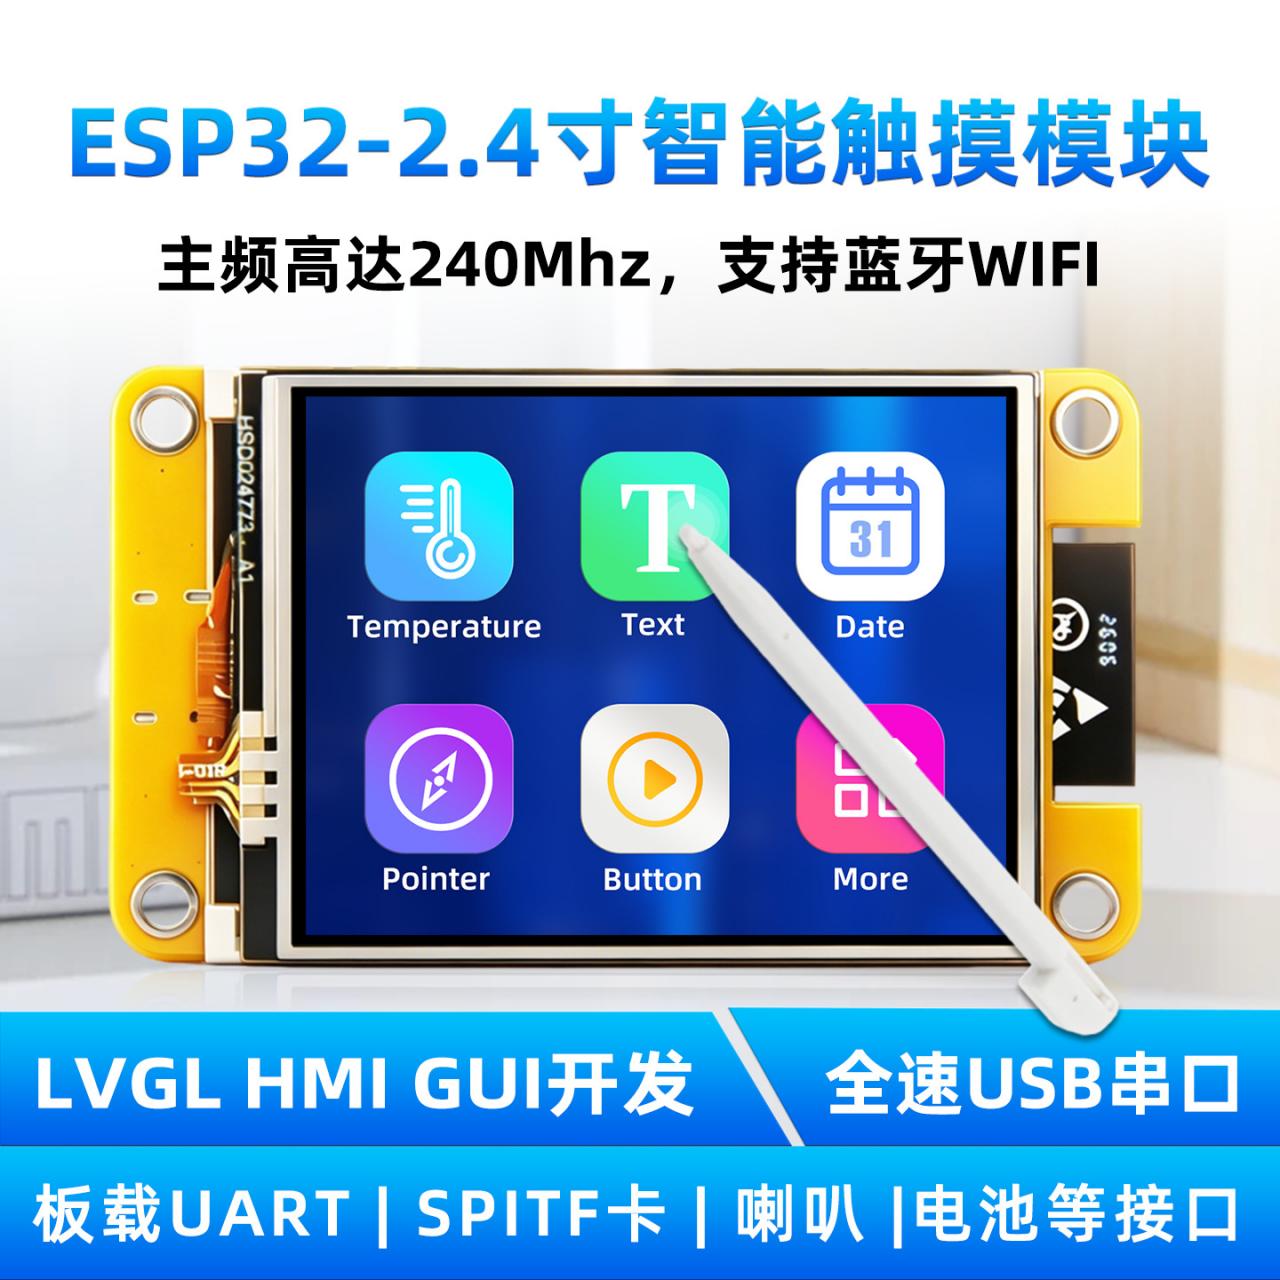 ESP32-2.4寸智能触摸模块
主频高达240Mhz，支持蓝牙WIFI
HSD024773 - A1
31
Temperature
Text
Date
Pointer
Button
More
LVGL HMI GUI开发
全速USB串口
板载UART | SPITF卡 | 喇叭 |电池等接口